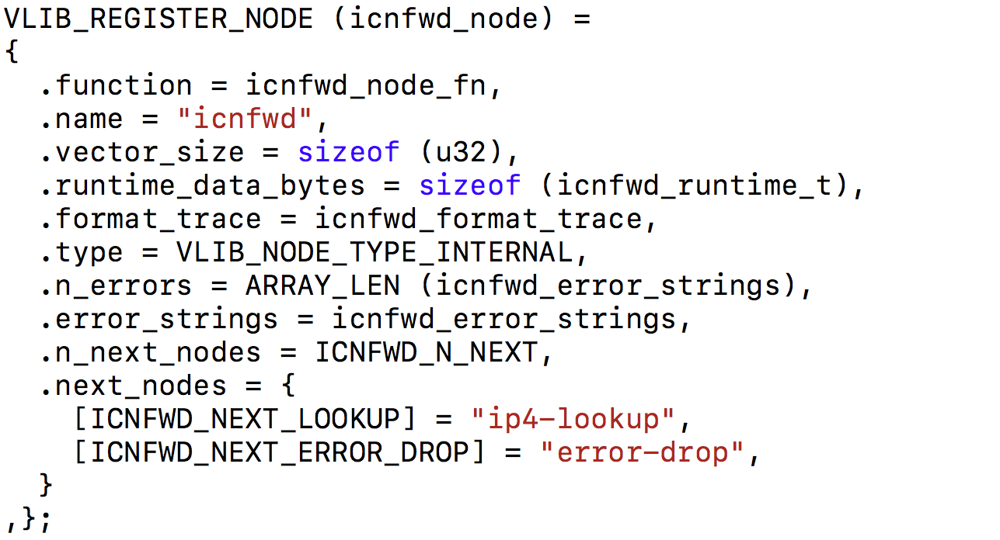 VLIB_REGISTER_NODE (icnfwd_node) =
{
  .function = icnfwd_node_fn,
  .name = "icnfwd",
  .vector_size = sizeof (u32),
  .runtime_data_bytes = sizeof (icnfwd_runtime_t),
  .format_trace = icnfwd_format_trace,
  .type = VLIB_NODE_TYPE_INTERNAL,
  .n_errors = ARRAY_LEN (icnfwd_error_strings),
  .error_strings = icnfwd_error_strings,
  .n_next_nodes = ICNFWD_N_NEXT,
  .next_nodes = {
    [ICNFWD_NEXT_LOOKUP] = "ip4-lookup",
    [ICNFWD_NEXT_ERROR_DROP] = "error-drop",
  }
,};